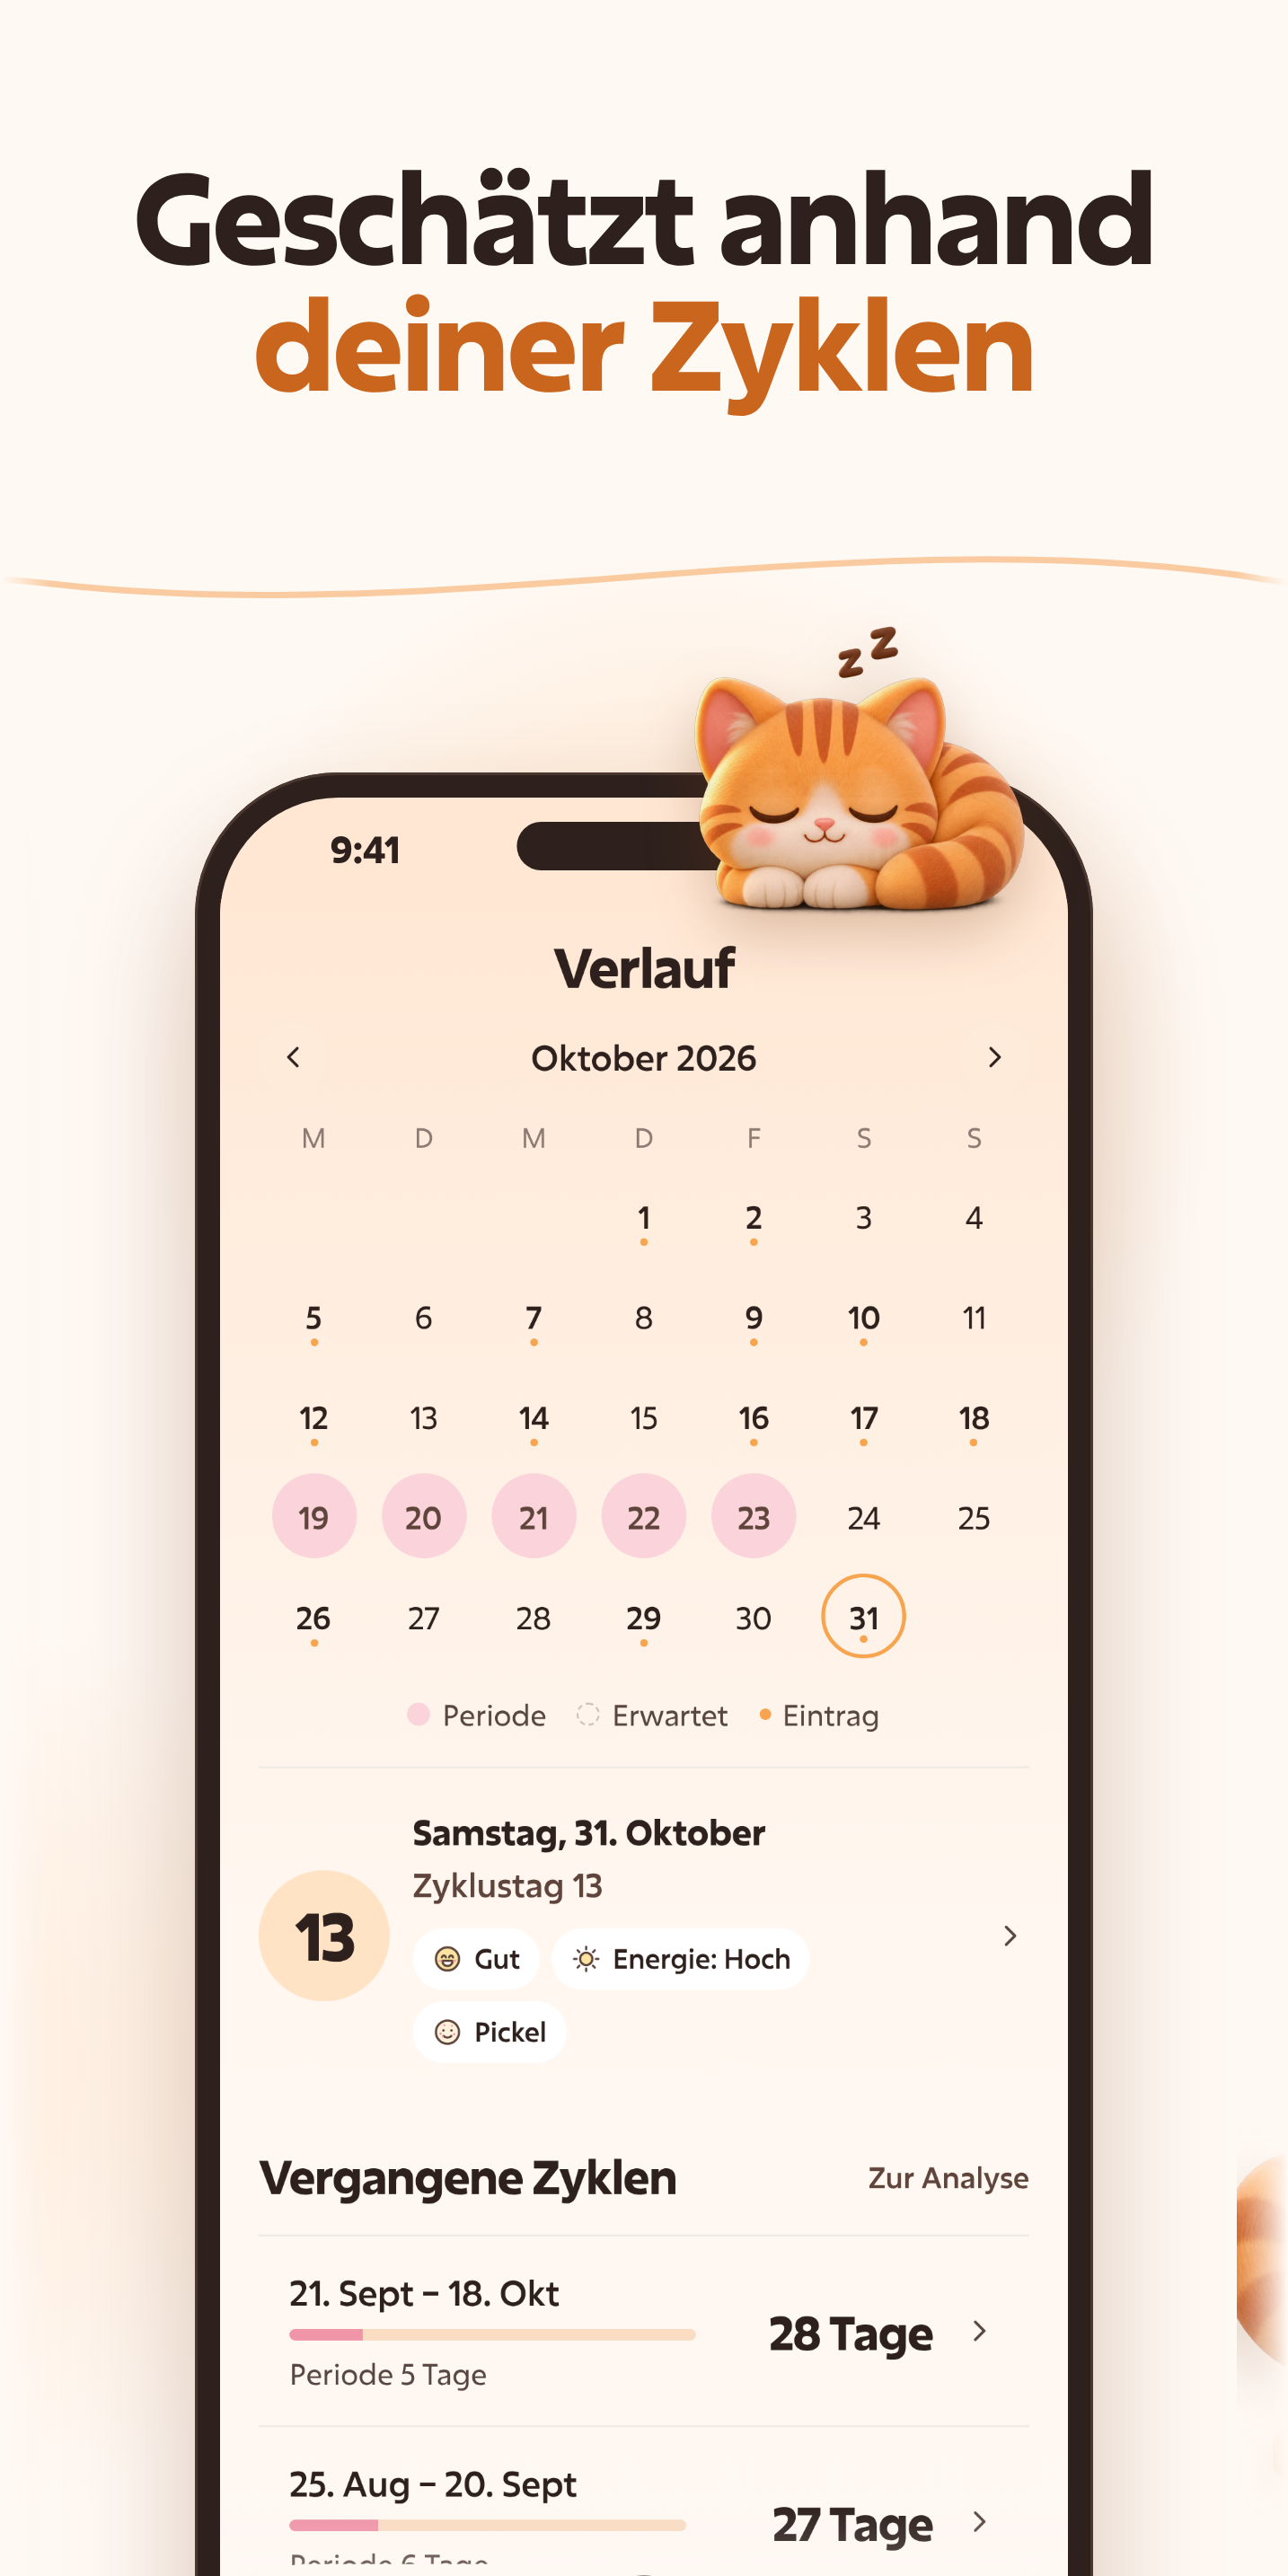 Geschätzt anhand
deiner Zyklen
z z
9:41
Verlauf
Oktober 2026
M D M D F S S
1 2 3 4
5 6 7 8 9 10 11
12 13 14 15 16 17 18
19 20 21 22 23 24 25
26 27 28 29 30 31
Periode Erwartet Eintrag
Samstag, 31. Oktober
Zyklustag 13
13
Gut Energie: Hoch
Pickel
Vergangene Zyklen Zur Analyse
21. Sept – 18. Okt
28 Tage
Periode 5 Tage
25. Aug – 20. Sept
27 Tage
Periode 6 Tage